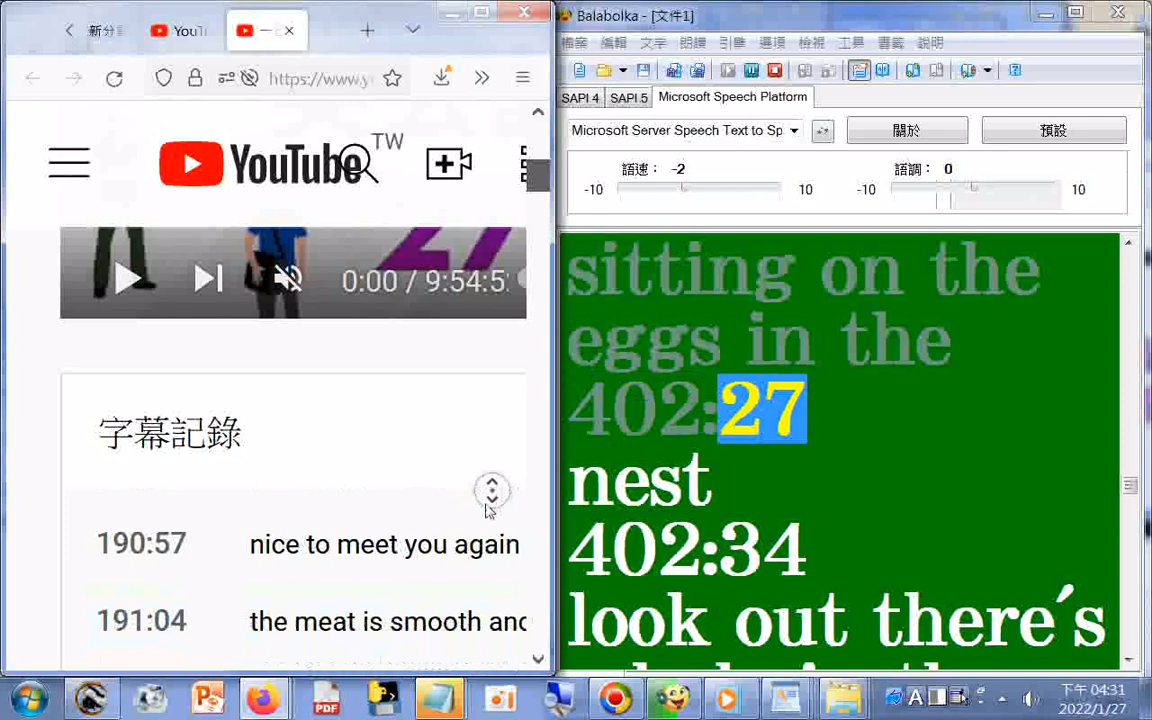 新分
YouT
一E
https://www.y
YouTube
TW
0:00 / 9:54:5
字幕記錄
190:57 nice to meet you again
191:04 the meat is smooth and
Balabolka - [文件1]
檔案 編輯 文字 朗讀 引擎 選項 檢視 工具 書籤 說明
SAPI 4 SAPI 5 Microsoft Speech Platform
Microsoft Server Speech Text to Sp
關於 預設
語速： -2 語調： 0
-10 10 -10 10
sitting on the
eggs in the
402:27
nest
402:34
look out there's
PDF
A
下午 04:31
2022/1/27